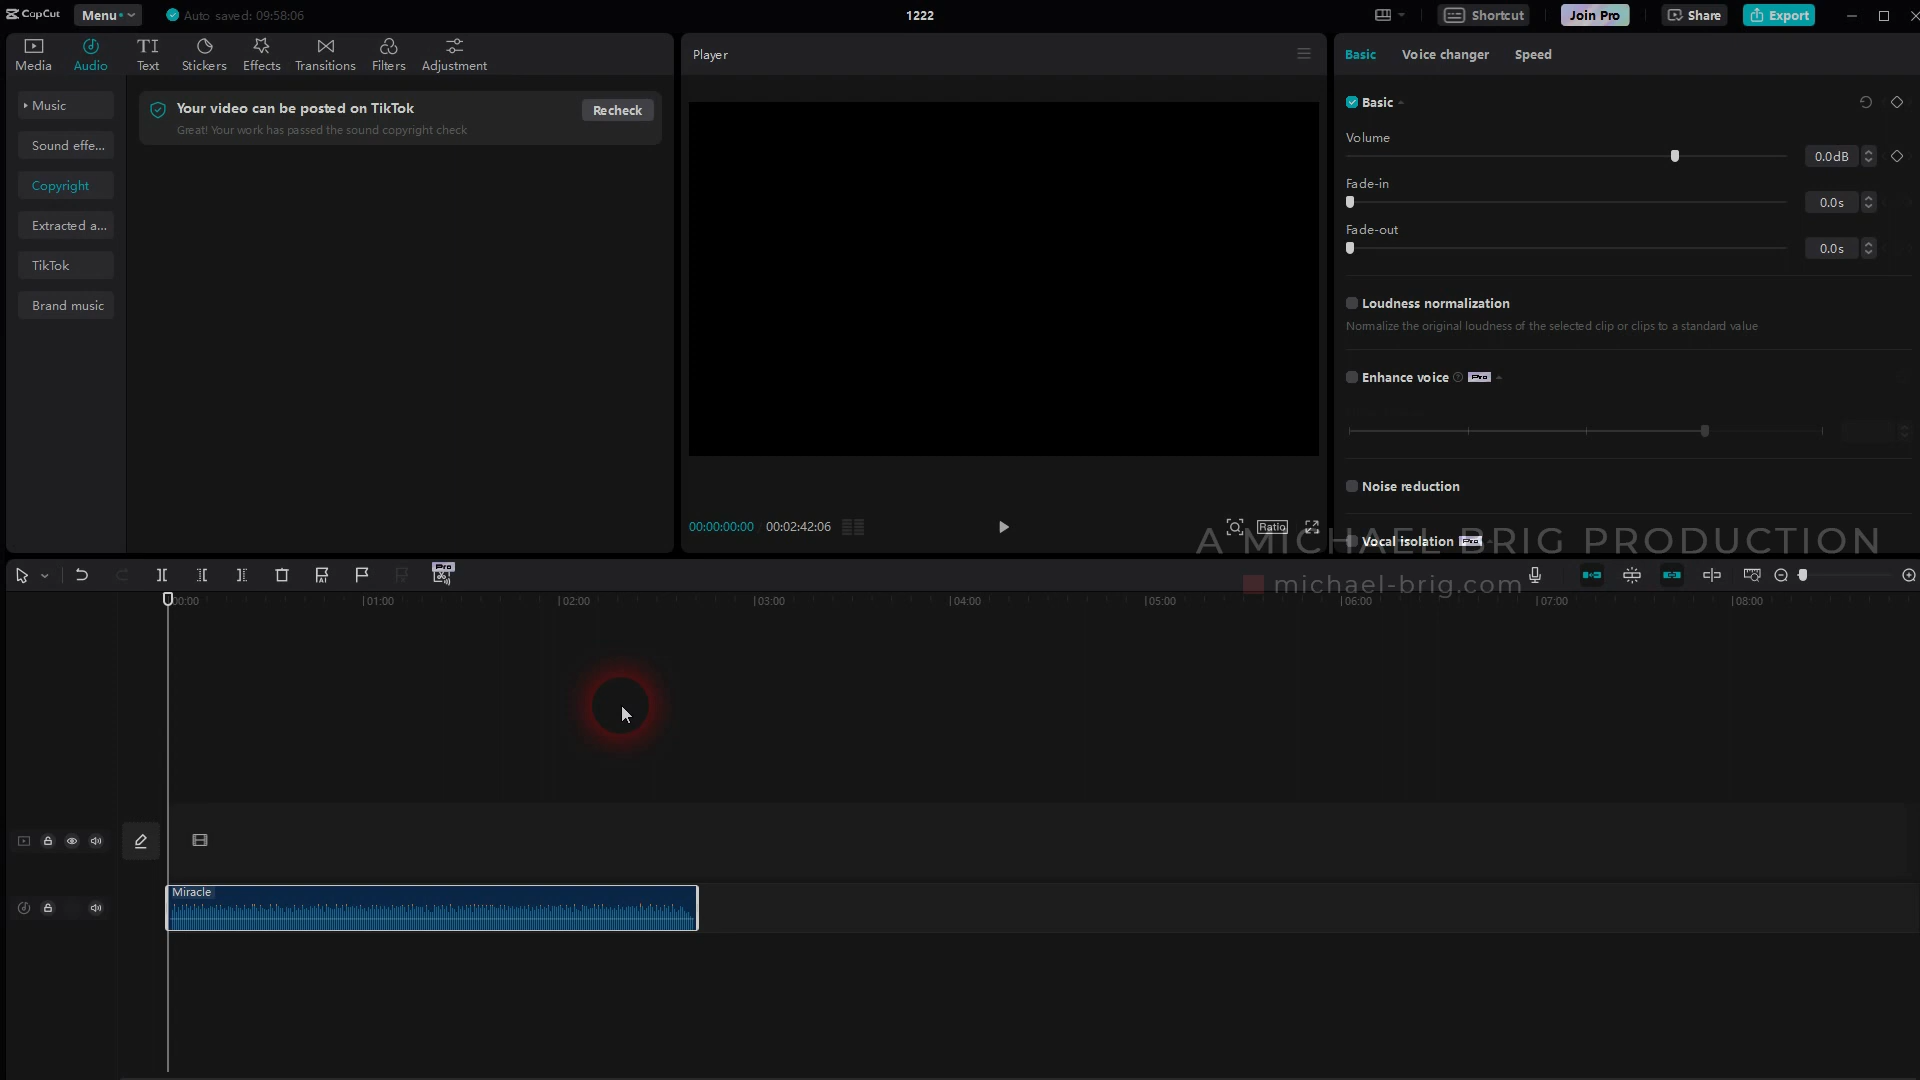 CapCut
Menu
Auto saved: 09:58:06
1222
Shortcut
Join Pro
Share
Export
Media
Audio
Text
Stickers
Effects
Transitions
Filters
Adjustment
Music
Sound effe...
Copyright
Extracted a...
TikTok
Brand music
Your video can be posted on TikTok
Great! Your work has passed the sound copyright check
Recheck
Player
00:00:00:00
00:02:42:06
Ratio
Basic
Voice changer
Speed
Basic
Volume
0.0dB
Fade-in
0.0s
Fade-out
0.0s
Loudness normalization
Normalize the original loudness of the selected clip or clips to a standard value
Enhance voice
Pro
Noise reduction
Vocal isolation
Pro
A MICHAEL BRIG PRODUCTION
michael-brig.com
Pro
00:00
01:00
02:00
03:00
04:00
05:00
06:00
07:00
08:00
Miracle